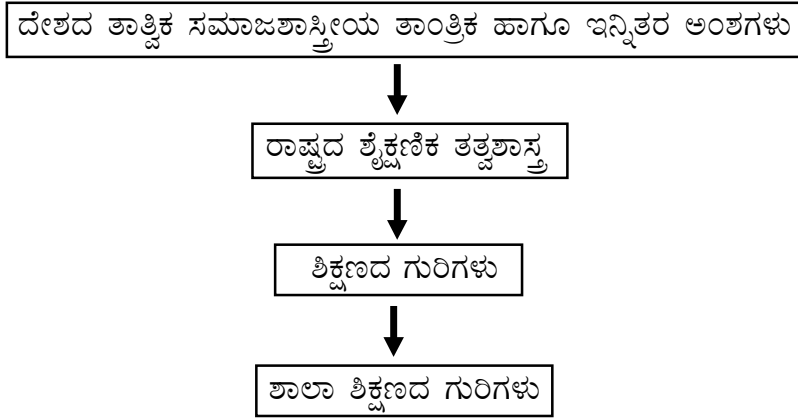 ದೇಶದ ತಾತ್ವಿಕ ಸಮಾಜಶಾಸ್ತ್ರೀಯ ತಾಂತ್ರಿಕ ಹಾಗೂ ಇನ್ನಿತರ ಅಂಶಗಳು
ರಾಷ್ಟ್ರದ ಶೈಕ್ಷಣಿಕ ತತ್ವಶಾಸ್ತ್ರ
ಶಿಕ್ಷಣದ ಗುರಿಗಳು
ಶಾಲಾ ಶಿಕ್ಷಣದ ಗುರಿಗಳು